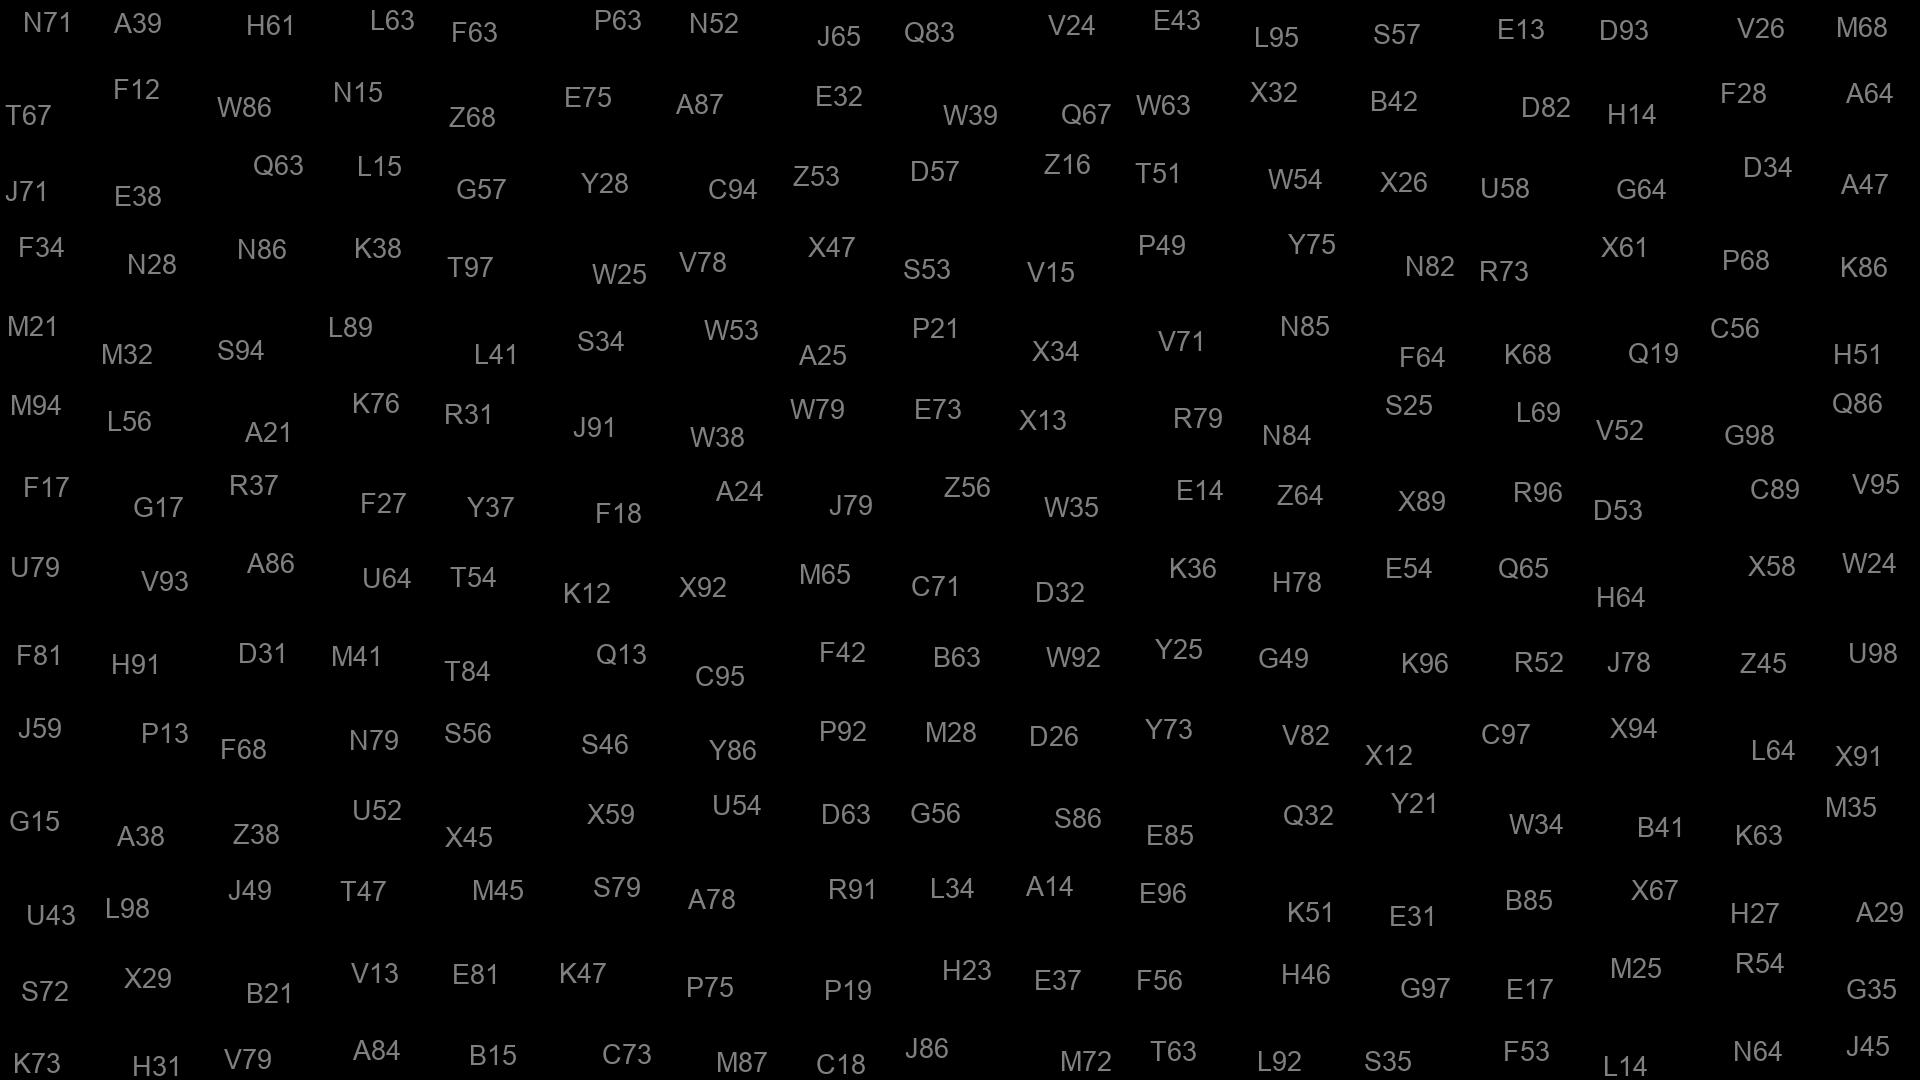 N71 A39 H61 L63 F63 P63 N52 J65 Q83 V24 E43 L95 S57 E13 D93 V26 M68
T67 F12 W86 N15 Z68 E75 A87 E32 W39 Q67 W63 X32 B42 D82 H14 F28 A64
J71 E38 Q63 L15 G57 Y28 C94 Z53 D57 Z16 T51 W54 X26 U58 G64 D34 A47
F34 N28 N86 K38 T97 W25 V78 X47 S53 V15 P49 Y75 N82 R73 X61 P68 K86
M21 M32 S94 L89 L41 S34 W53 A25 P21 X34 V71 N85 F64 K68 Q19 C56 H51
M94 L56 A21 K76 R31 J91 W38 W79 E73 X13 R79 N84 S25 L69 V52 G98 Q86
F17 G17 R37 F27 Y37 F18 A24 J79 Z56 W35 E14 Z64 X89 R96 D53 C89 V95
U79 V93 A86 U64 T54 K12 X92 M65 C71 D32 K36 H78 E54 Q65 H64 X58 W24
F81 H91 D31 M41 T84 Q13 C95 F42 B63 W92 Y25 G49 K96 R52 J78 Z45 U98
J59 P13 F68 N79 S56 S46 Y86 P92 M28 D26 Y73 V82 X12 C97 X94 L64 X91
G15 A38 Z38 U52 X45 X59 U54 D63 G56 S86 E85 Q32 Y21 W34 B41 K63 M35
U43 L98 J49 T47 M45 S79 A78 R91 L34 A14 E96 K51 E31 B85 X67 H27 A29
S72 X29 B21 V13 E81 K47 P75 P19 H23 E37 F56 H46 G97 E17 M25 R54 G35
K73 H31 V79 A84 B15 C73 M87 C18 J86 M72 T63 L92 S35 F53 L14 N64 J45